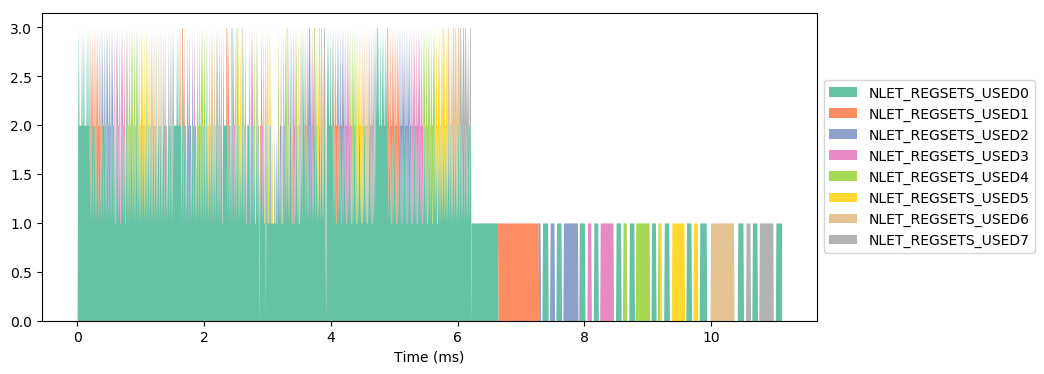 3.0
2.5
2.0
1.5
1.0
0.5
0.0
0 2 4 6 8 10
Time (ms)
NLET_REGSETS_USED0
NLET_REGSETS_USED1
NLET_REGSETS_USED2
NLET_REGSETS_USED3
NLET_REGSETS_USED4
NLET_REGSETS_USED5
NLET_REGSETS_USED6
NLET_REGSETS_USED7